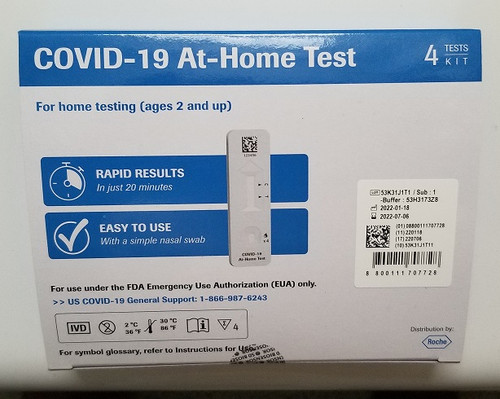 COVID-19 At-Home Test
4 TESTS
KIT
For home testing (ages 2 and up)
RAPID RESULTS
In just 20 minutes
EASY TO USE
With a simple nasal swab
COVID-19
At-Home Test
LOT 53K31J1T1 / Sub : 1
-Buffer : 53H3173Z8
2022-01-18
2022-07-06
(01) 08800111707728
(11) 220118
(17) 220706
(10) 53K31J1T11
8 800111 707728
For use under the FDA Emergency Use Authorization (EUA) only.
>> US COVID-19 General Support: 1-866-987-6243
IVD 2 2 °C 36 °F 30 °C 86 °F i 4
For symbol glossary, refer to Instructions for Use
Distribution by:
Roche